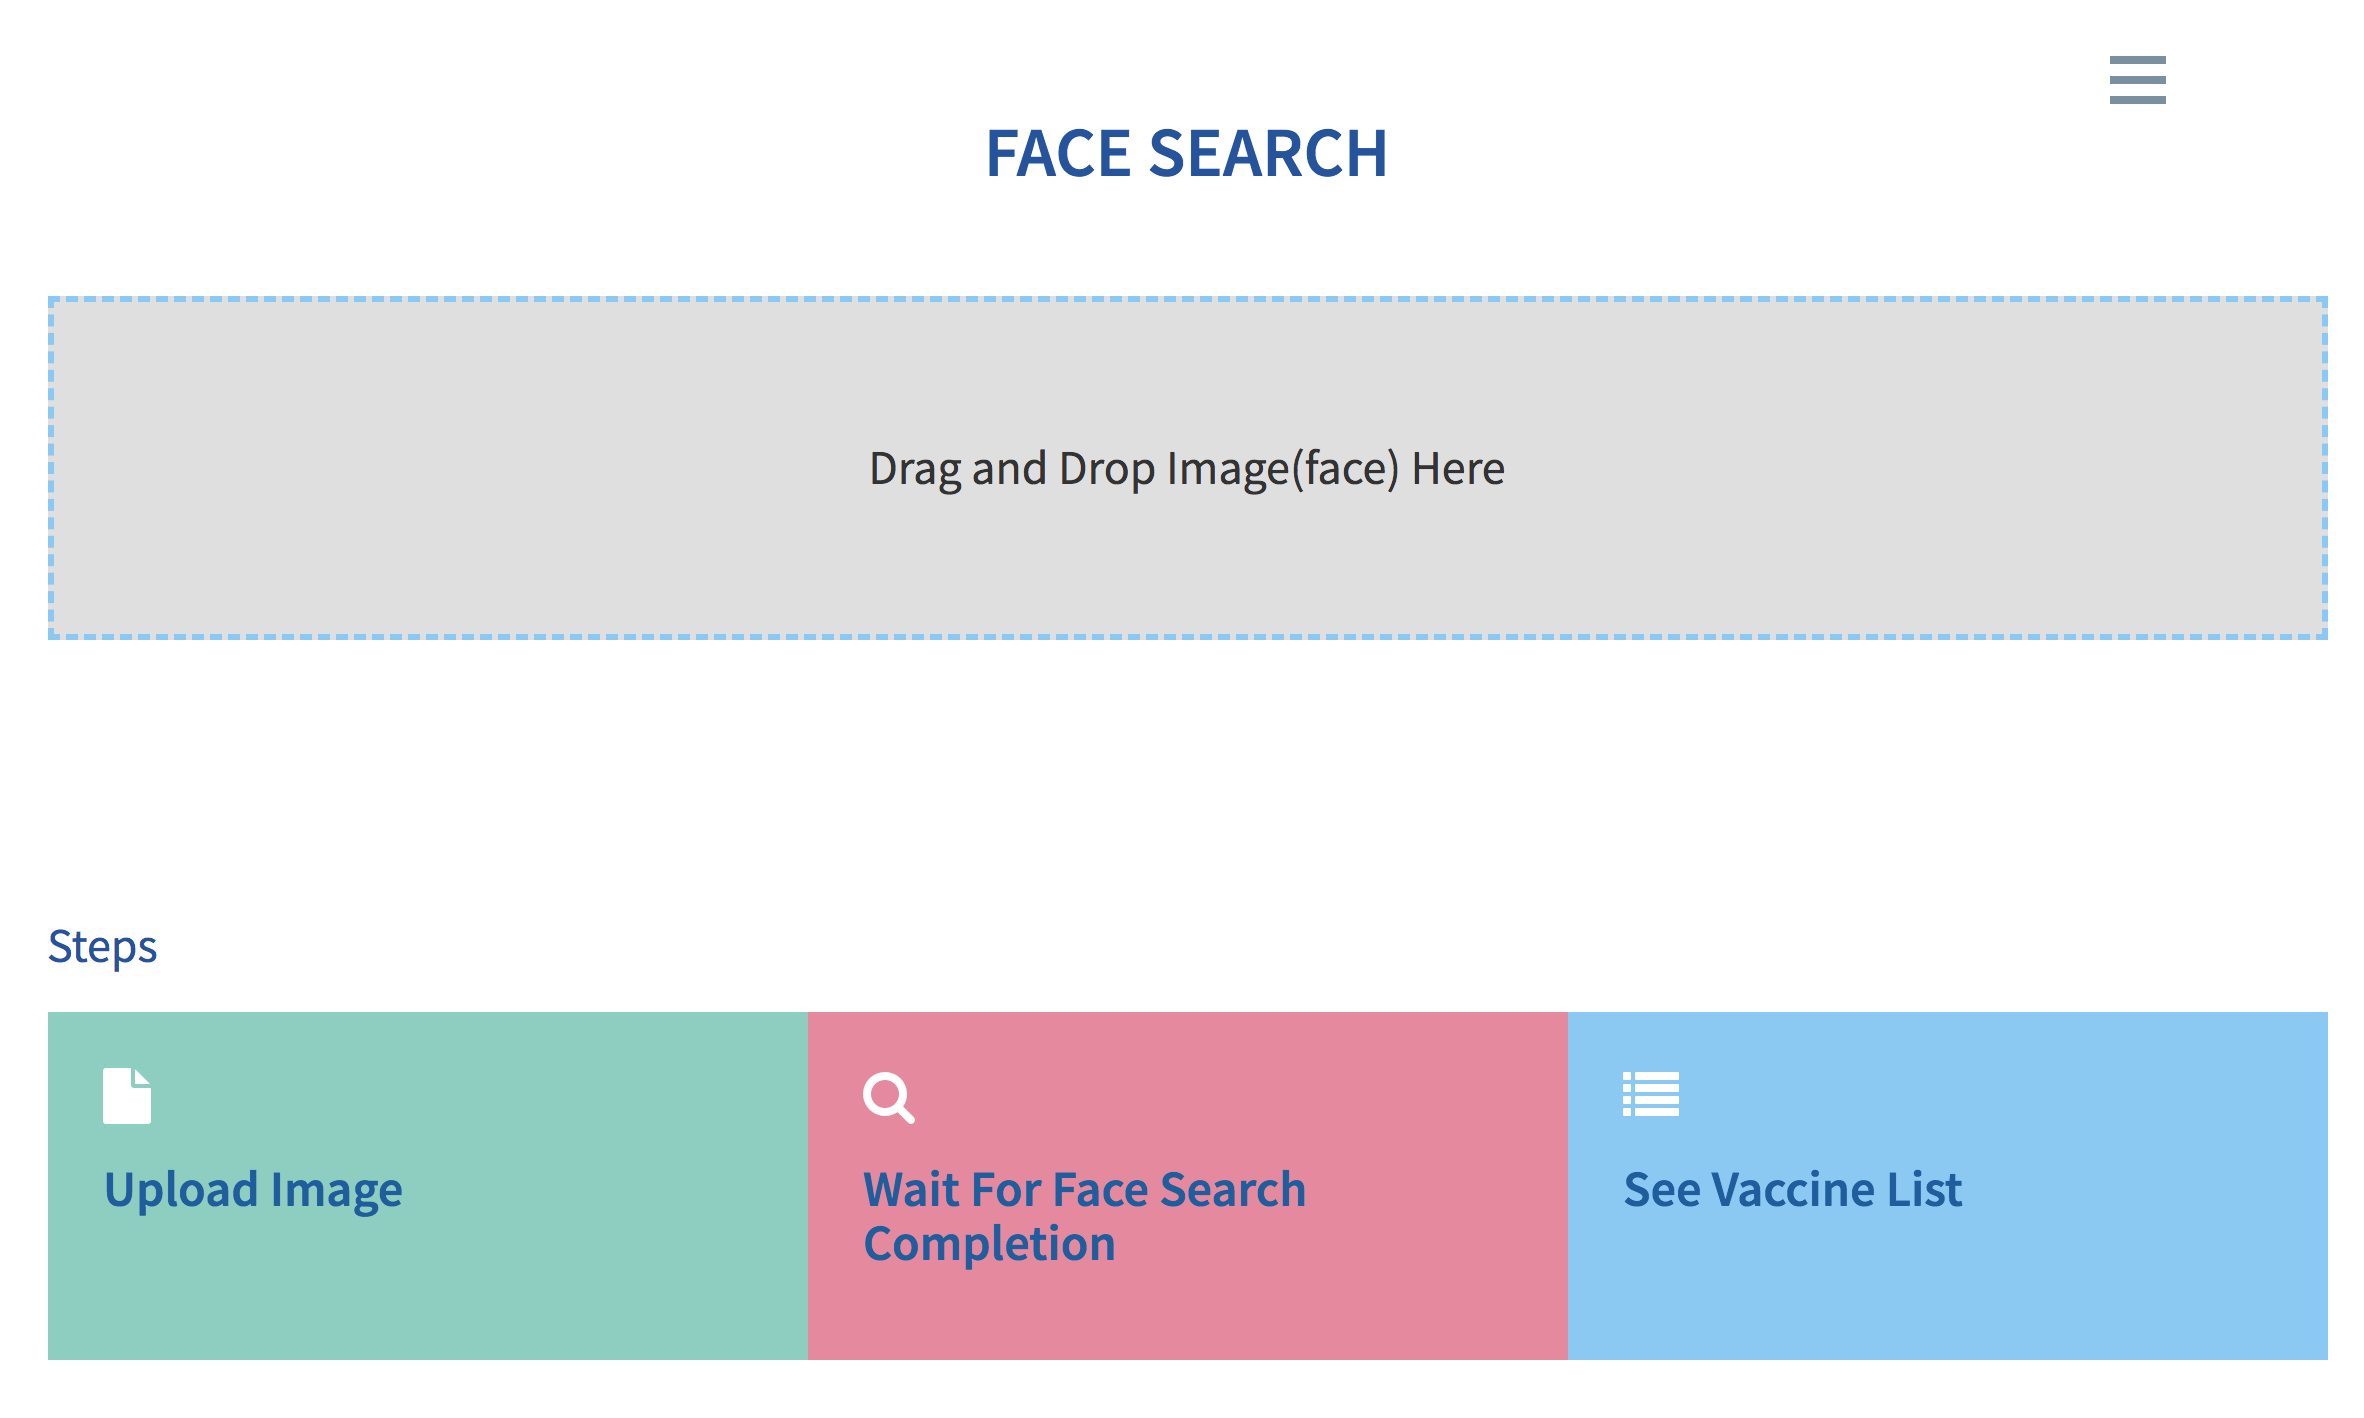 FACE SEARCH
Drag and Drop Image(face) Here
Steps
Upload Image
Wait For Face Search
Completion
See Vaccine List